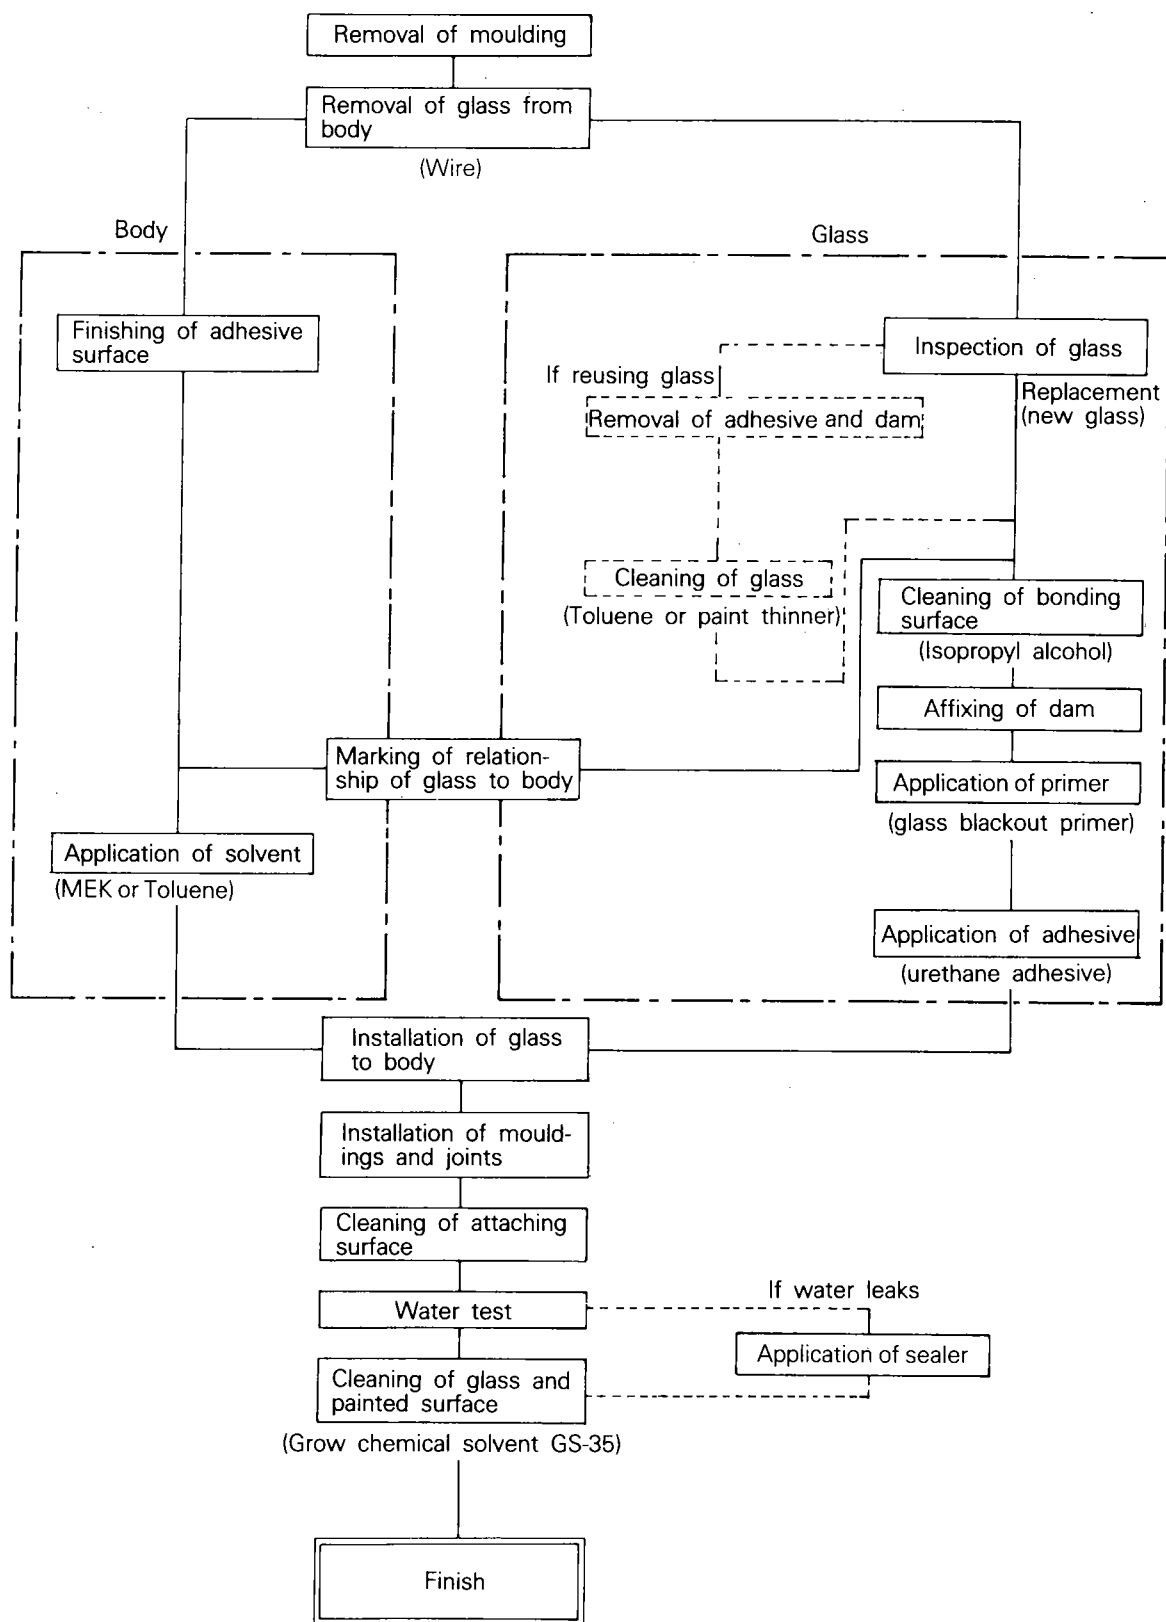 Removal of moulding
Removal of glass from
body
(Wire)
Body
Glass
Finishing of adhesive
surface
Inspection of glass
If reusing glass
Replacement
(new glass)
Removal of adhesive and dam
Cleaning of glass
(Toluene or paint thinner)
Cleaning of bonding
surface
(Isopropyl alcohol)
Affixing of dam
Marking of relation-
ship of glass to body
Application of primer
(glass blackout primer)
Application of solvent
(MEK or Toluene)
Application of adhesive
(urethane adhesive)
Installation of glass
to body
Installation of mould-
ings and joints
Cleaning of attaching
surface
If water leaks
Water test
Application of sealer
Cleaning of glass and
painted surface
(Grow chemical solvent GS-35)
Finish